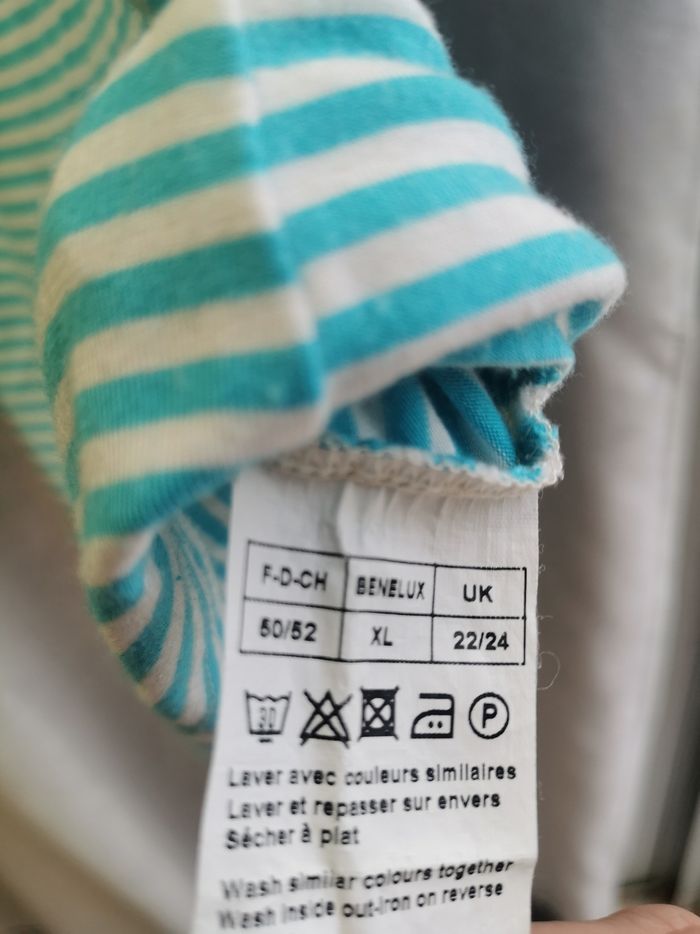 F-D-CH BENELUX UK
50/52 XL 22/24
30 P
Laver avec couleurs similaires
Laver et repasser sur envers
Sécher à plat
Wash similar colours together
Wash inside out-iron on reverse